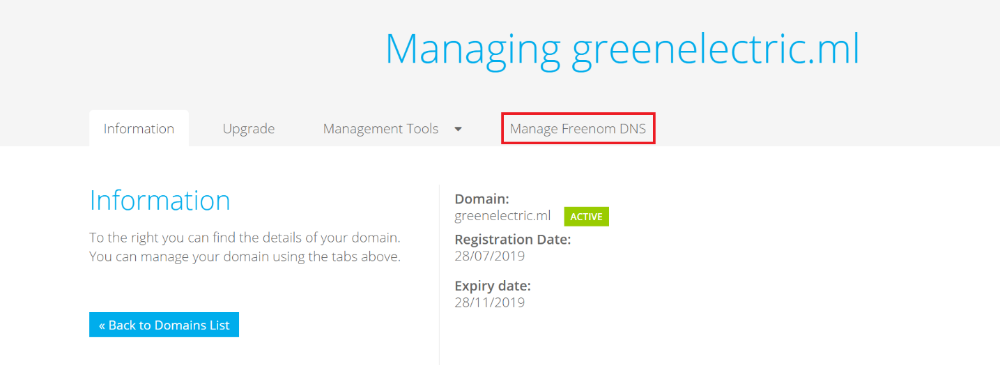 Managing greenelectric.ml
Information
Upgrade
Management Tools
Manage Freenom DNS
Information
To the right you can find the details of your domain.
You can manage your domain using the tabs above.
« Back to Domains List
Domain:
greenelectric.ml ACTIVE
Registration Date:
28/07/2019
Expiry date:
28/11/2019